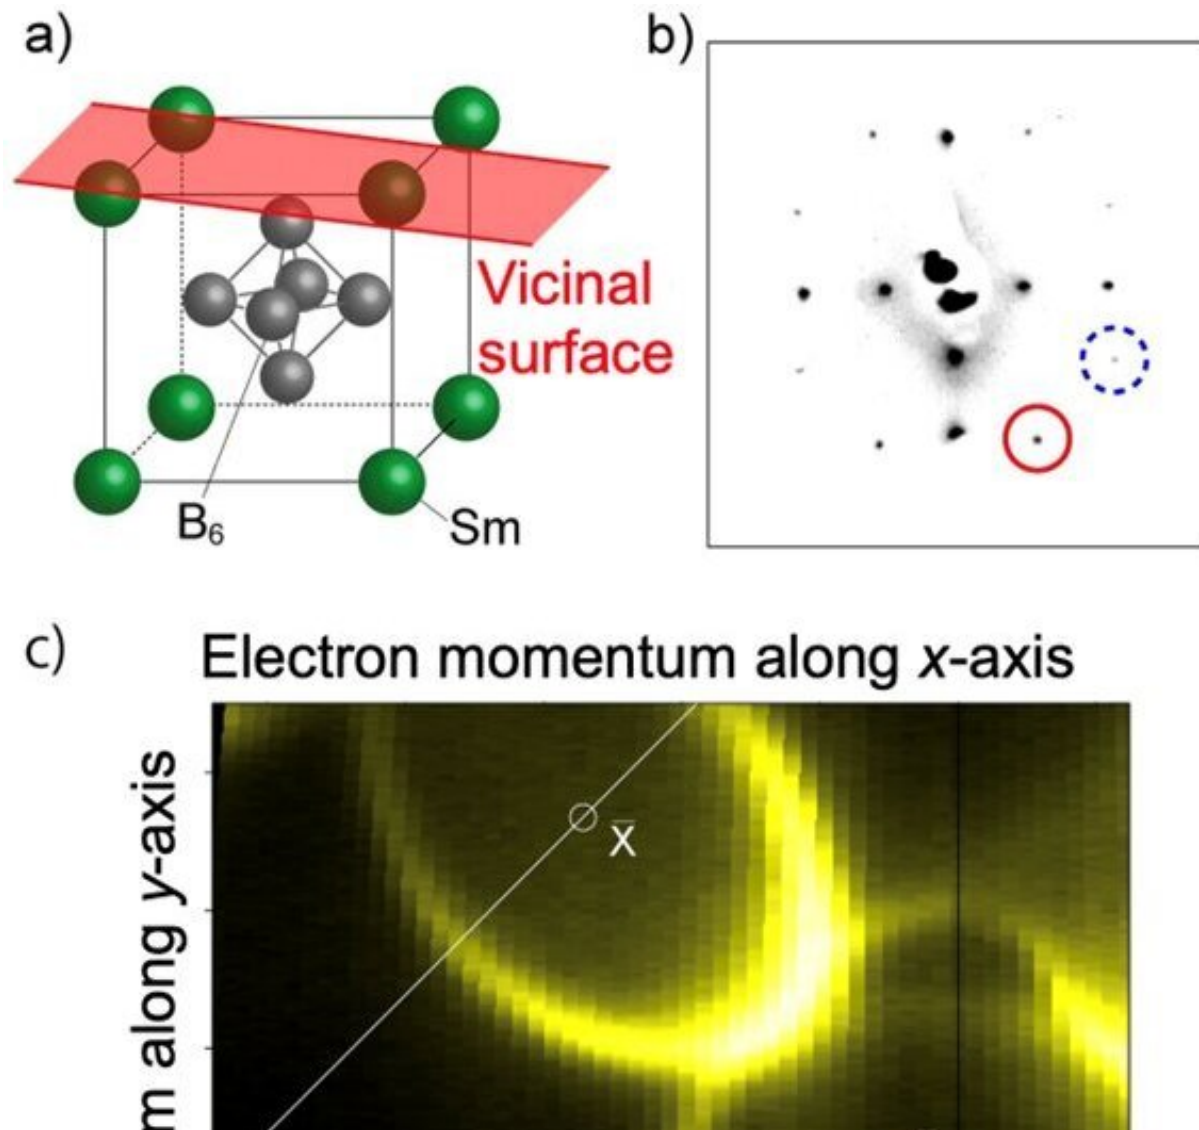 a)
b)
Vicinal
surface
B₆
Sm
c)
Electron momentum along x-axis
along y-axis
X̄